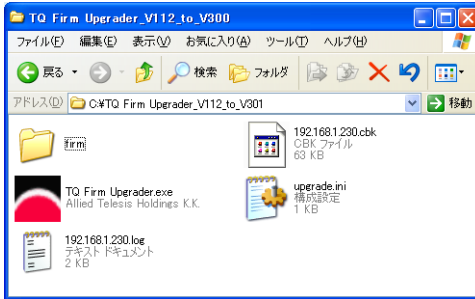 TQ Firm Upgrader_V112_to_V300
ファイル(F) 編集(E) 表示(V) お気に入り(A) ツール(T) ヘルプ(H)
戻る 検索 フォルダ
アドレス(D) C:¥TQ Firm Upgrader_V112_to_V301 移動
firm
192.168.1.230.cbk
CBK ファイル
63 KB
TQ Firm Upgrader.exe
Allied Telesis Holdings K.K.
upgrade.ini
構成設定
1 KB
192.168.1.230.log
テキスト ドキュメント
2 KB